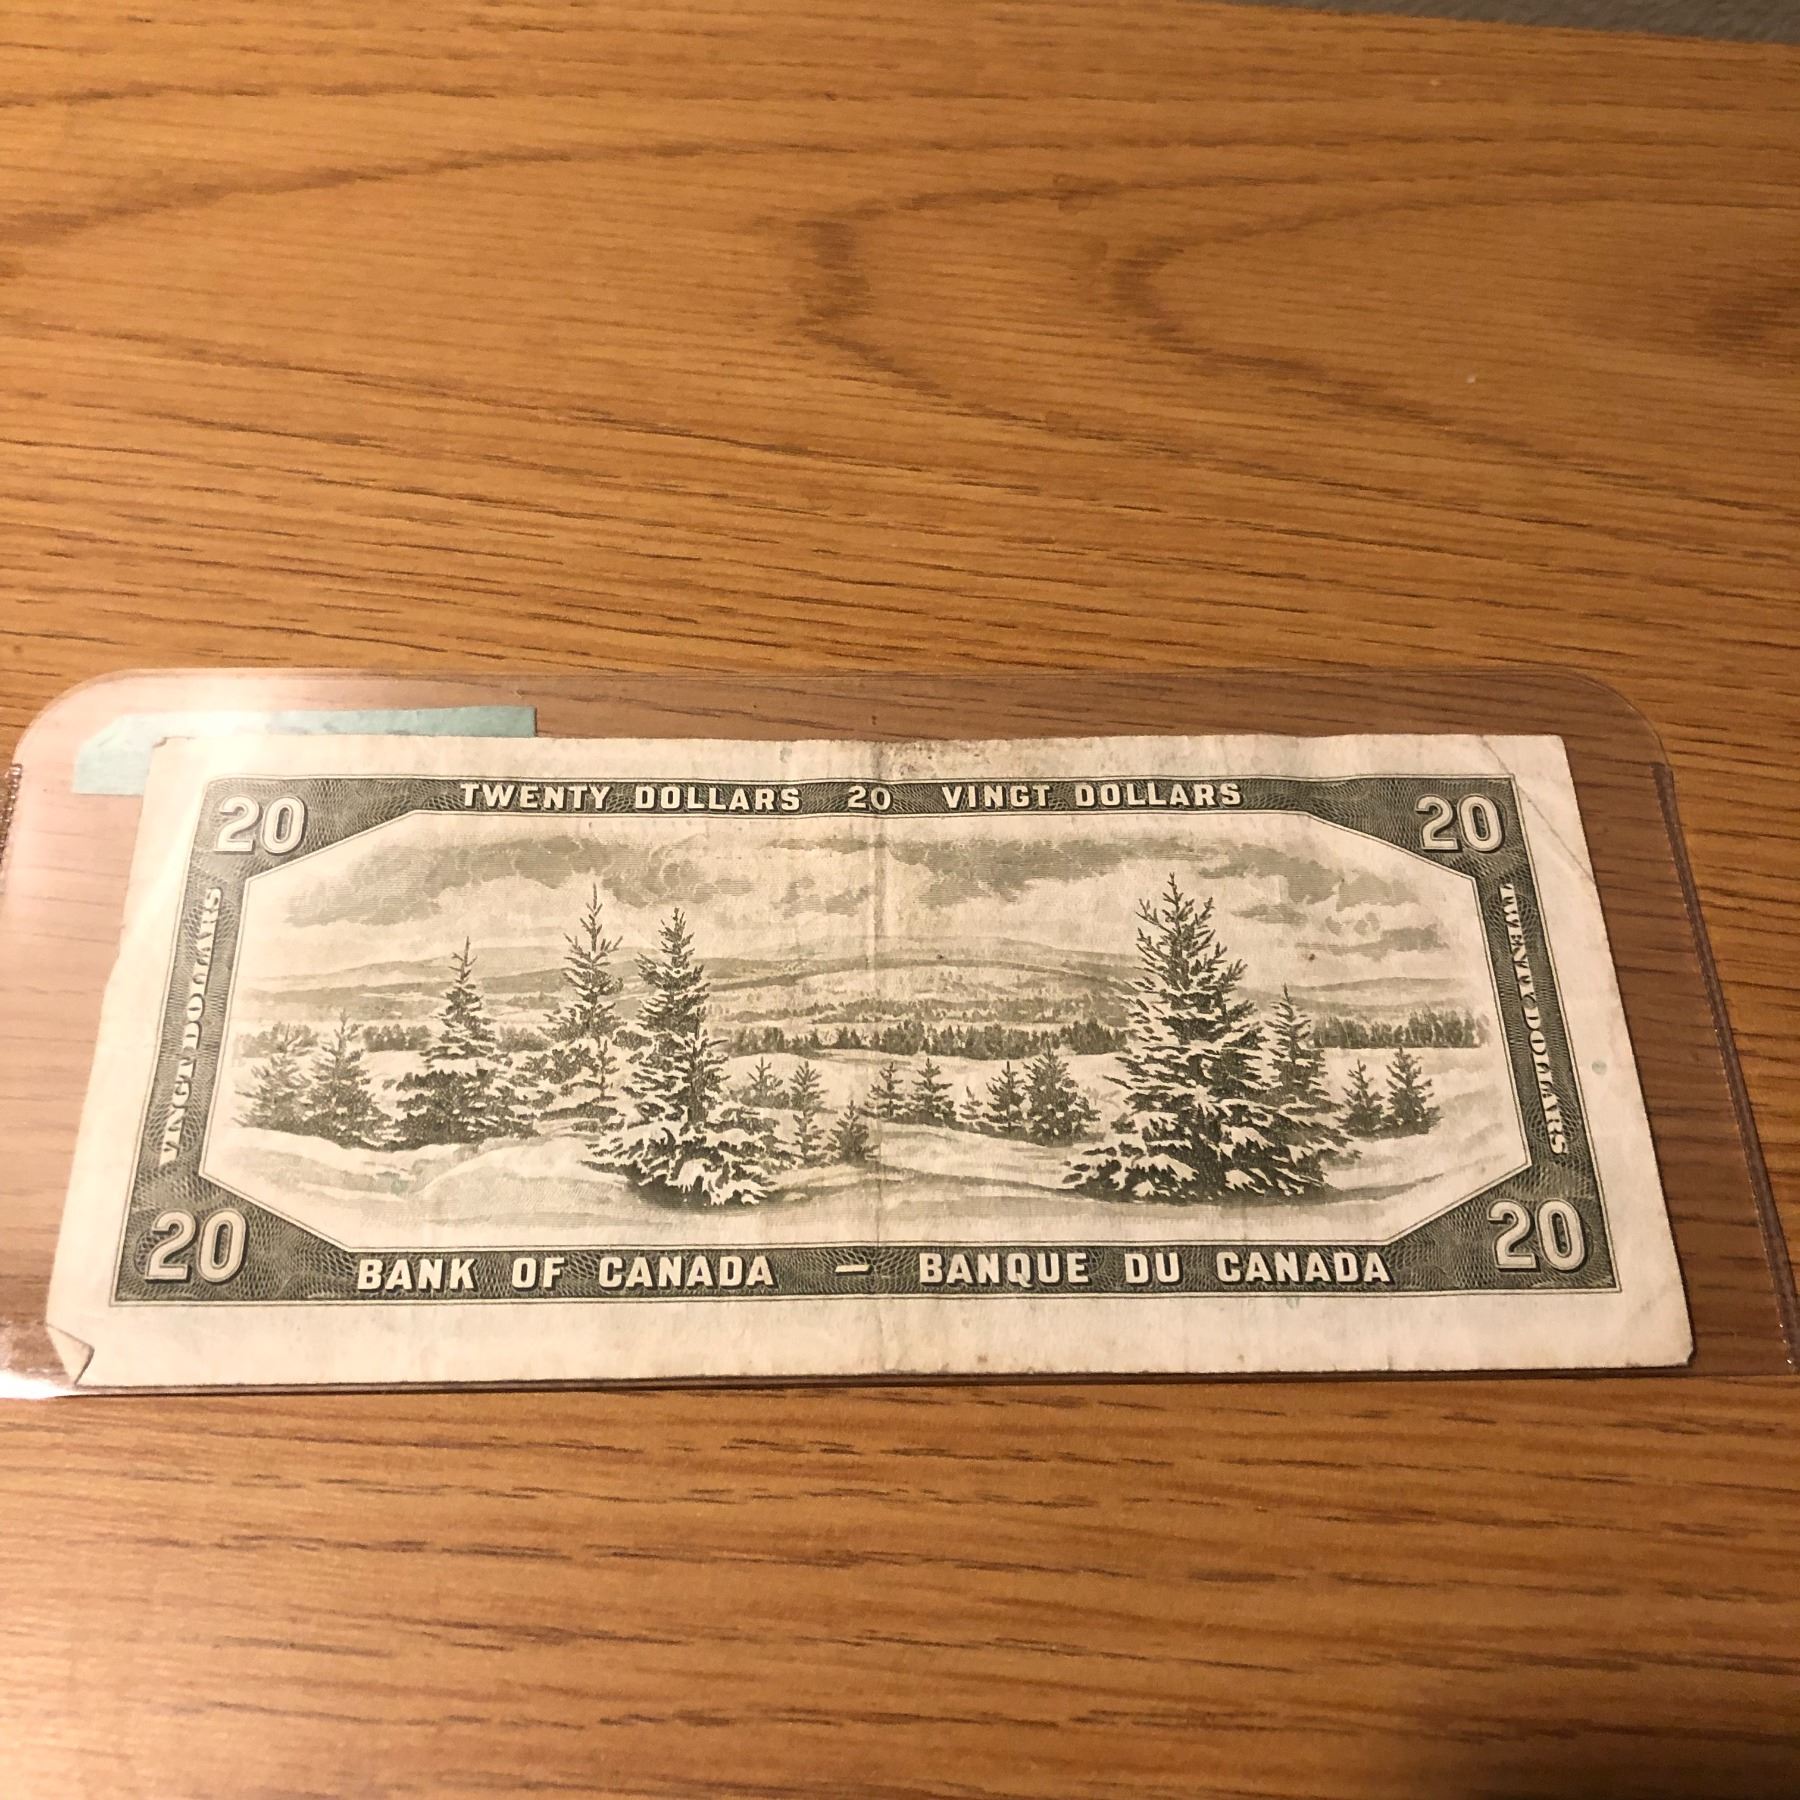 20 TWENTY DOLLARS 20 VINGT DOLLARS 20
VINGT DOLLARS
TWENTY DOLLARS
20 BANK OF CANADA – BANQUE DU CANADA 20